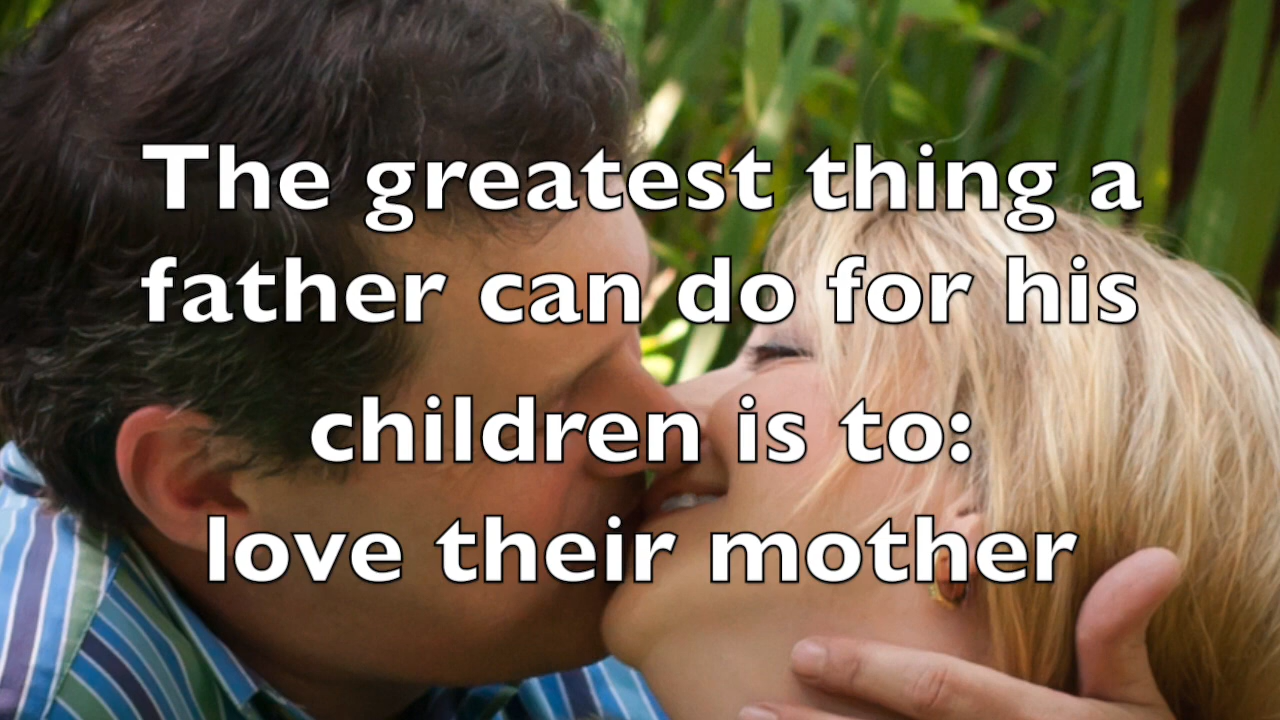 The greatest thing a
father can do for his
children is to:
love their mother